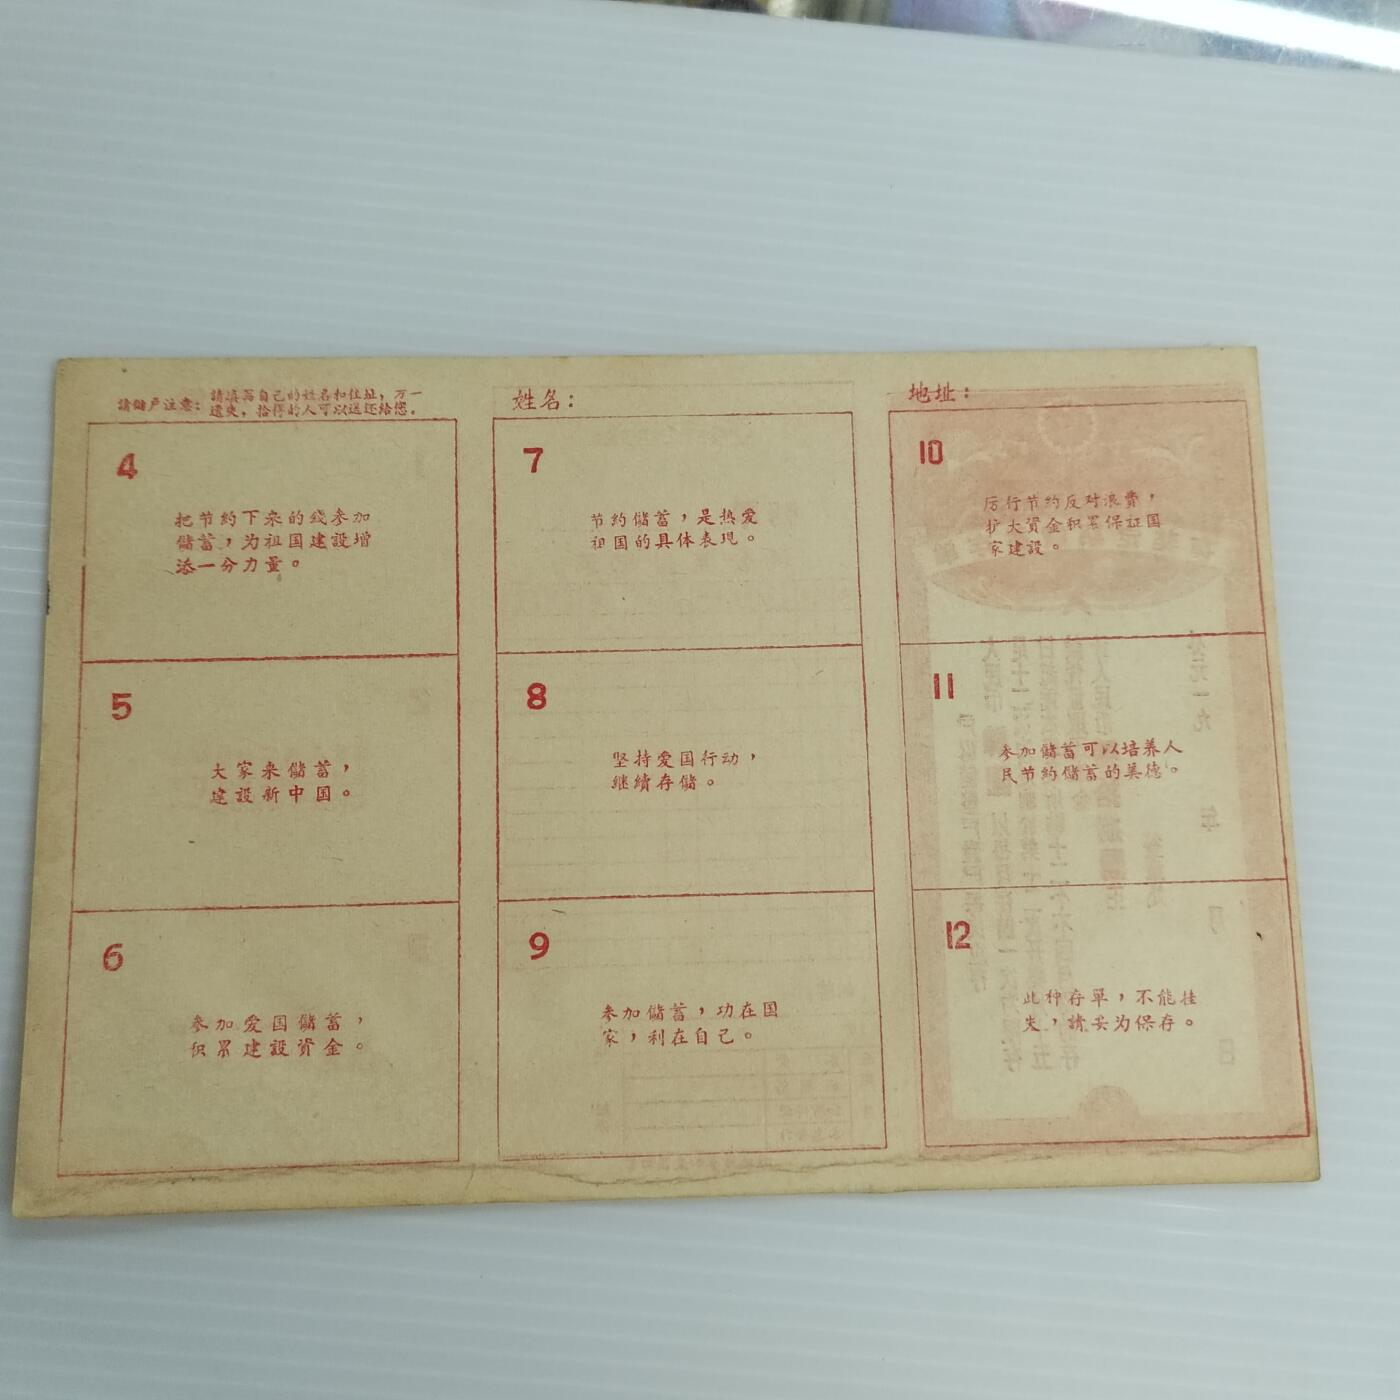 請儲户注意：
請填寫自己的姓名和住址，万一
遺失，拾得的人可以送还给您。
姓名：
地址：
4
把节約下來的錢参加
儲蓄，为祖国建設增
添一分力量。
5
大家来儲蓄，
建設新中国。
6
参加爱国儲蓄，
积累建設資金。
7
节約儲蓄，是热爱
祖国的具体表現。
8
坚持爱国行动，
継續存儲。
9
参加儲蓄，功在国
家，利在自己。
10
厉行节約反对浪費，
扩大資金积累保証国
家建設。
11
参加儲蓄可以培养人
民节約儲蓄的美德。
12
此种存單，不能挂
失，請妥为保存。